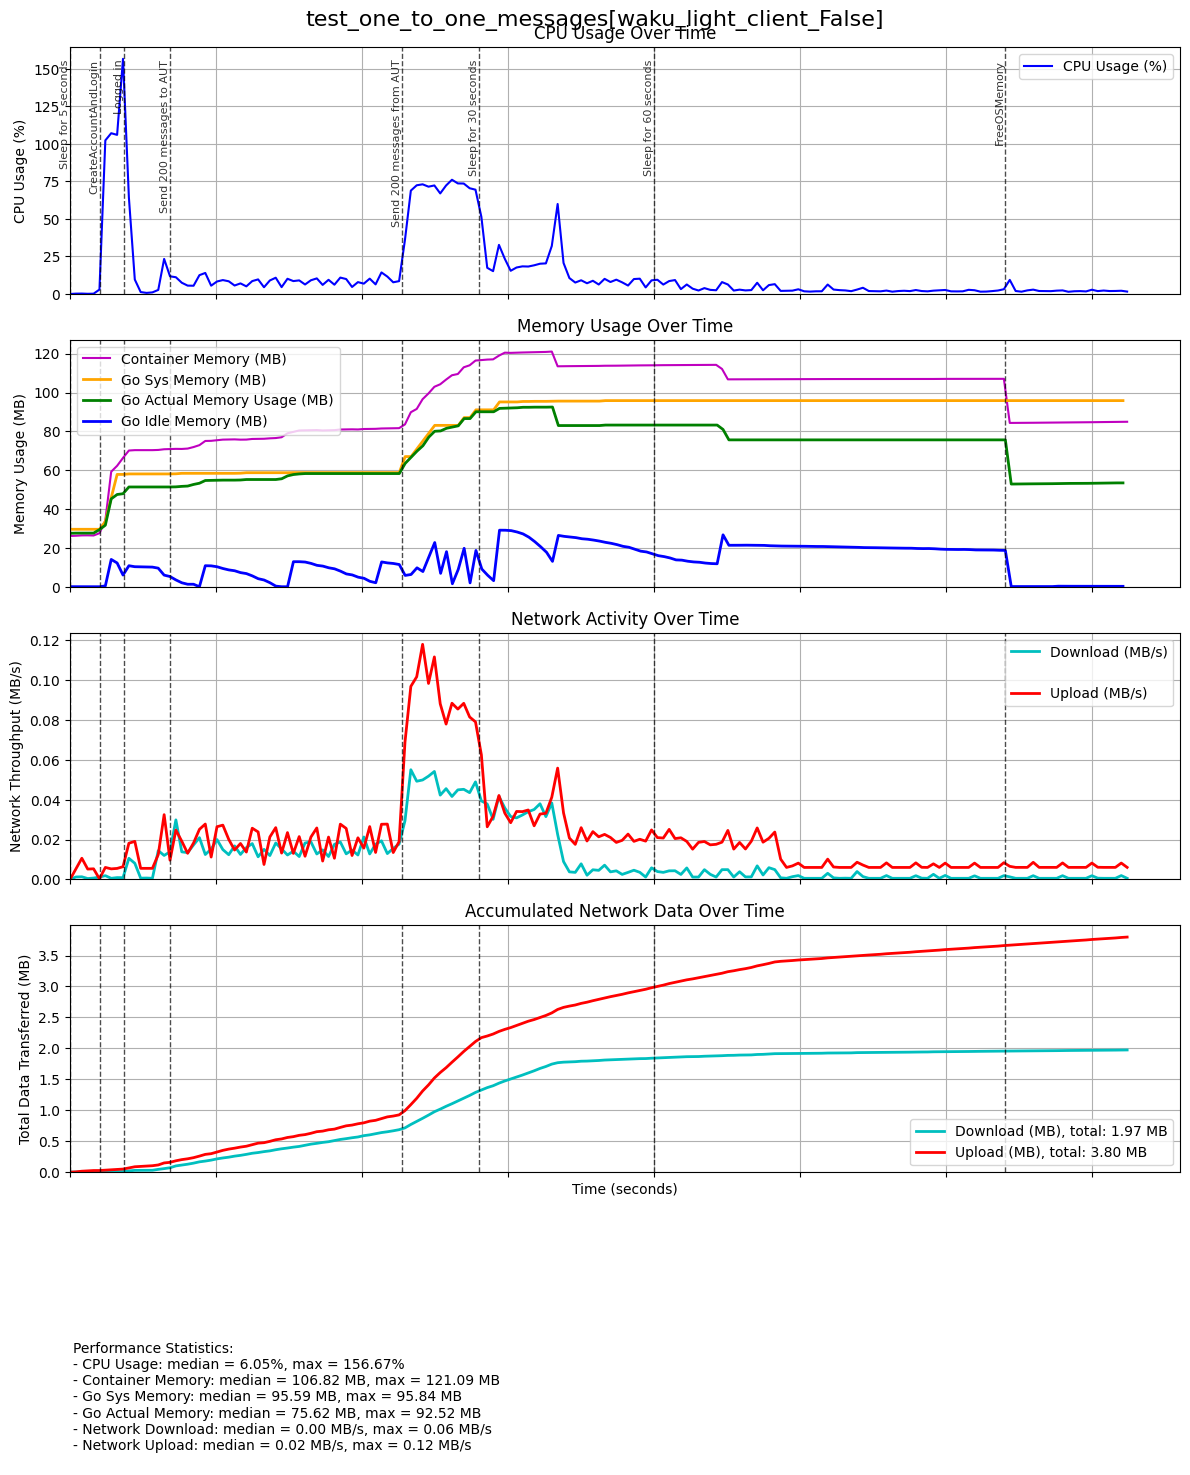 test_one_to_one_messages[waku_light_client_False]
CPU Usage Over Time
CPU Usage (%)
150
125
100
75
50
25
0
Sleep for 5 seconds
CreateAccountAndLogin
Logged in
Send 200 messages to AUT
Send 200 messages from AUT
Sleep for 30 seconds
Sleep for 60 seconds
FreeOSMemory
CPU Usage (%)
Memory Usage Over Time
Memory Usage (MB)
120
100
80
60
40
20
0
Container Memory (MB)
Go Sys Memory (MB)
Go Actual Memory Usage (MB)
Go Idle Memory (MB)
Network Activity Over Time
Network Throughput (MB/s)
0.12
0.10
0.08
0.06
0.04
0.02
0.00
Download (MB/s)
Upload (MB/s)
Accumulated Network Data Over Time
Total Data Transferred (MB)
3.5
3.0
2.5
2.0
1.5
1.0
0.5
0.0
Download (MB), total: 1.97 MB
Upload (MB), total: 3.80 MB
Time (seconds)
Performance Statistics:
- CPU Usage: median = 6.05%, max = 156.67%
- Container Memory: median = 106.82 MB, max = 121.09 MB
- Go Sys Memory: median = 95.59 MB, max = 95.84 MB
- Go Actual Memory: median = 75.62 MB, max = 92.52 MB
- Network Download: median = 0.00 MB/s, max = 0.06 MB/s
- Network Upload: median = 0.02 MB/s, max = 0.12 MB/s